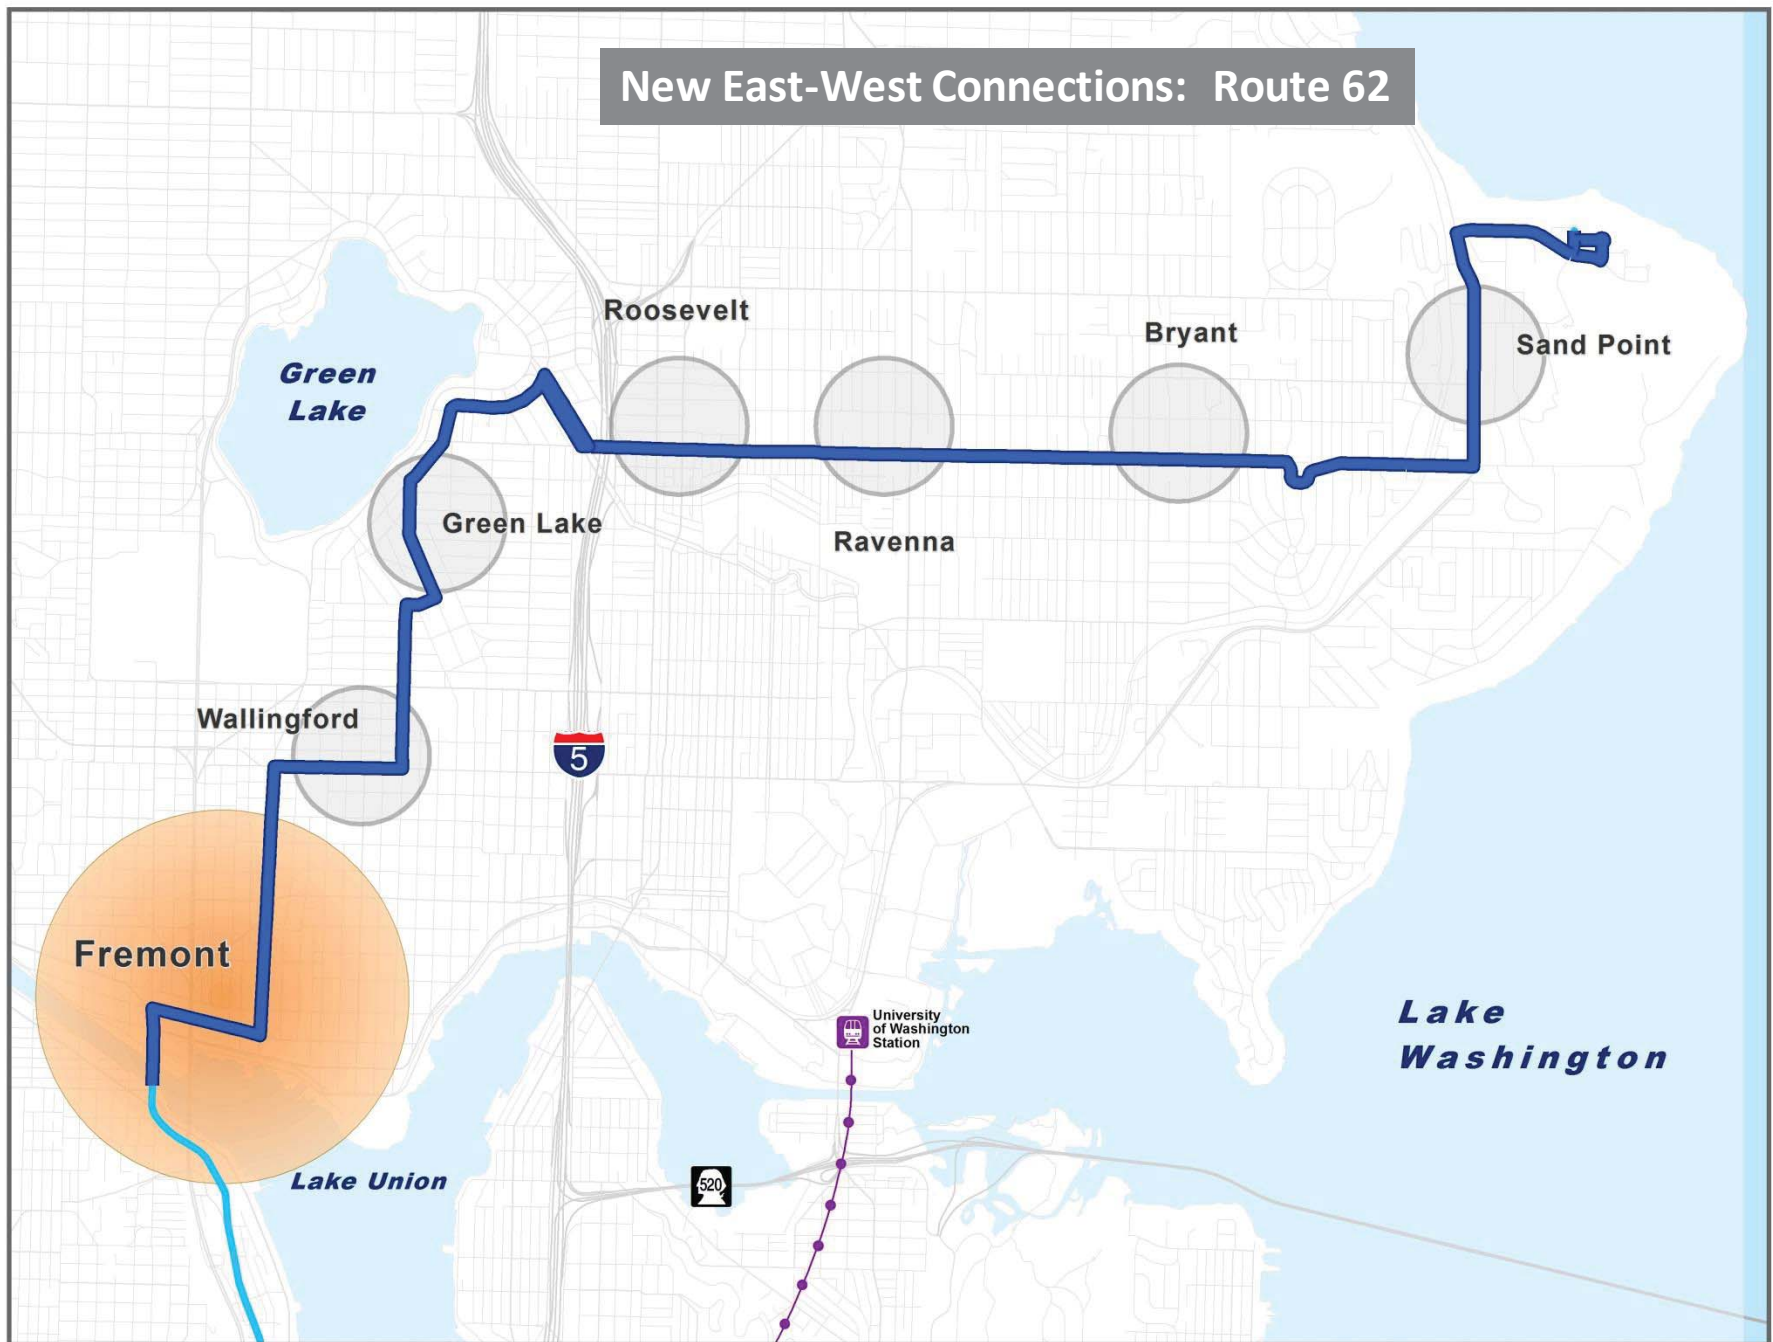 New East-West Connections: Route 62
Roosevelt
Bryant
Sand Point
Green
Lake
Green Lake
Ravenna
Wallingford
5
Fremont
University
of Washington
Station
Lake
Washington
Lake Union
520